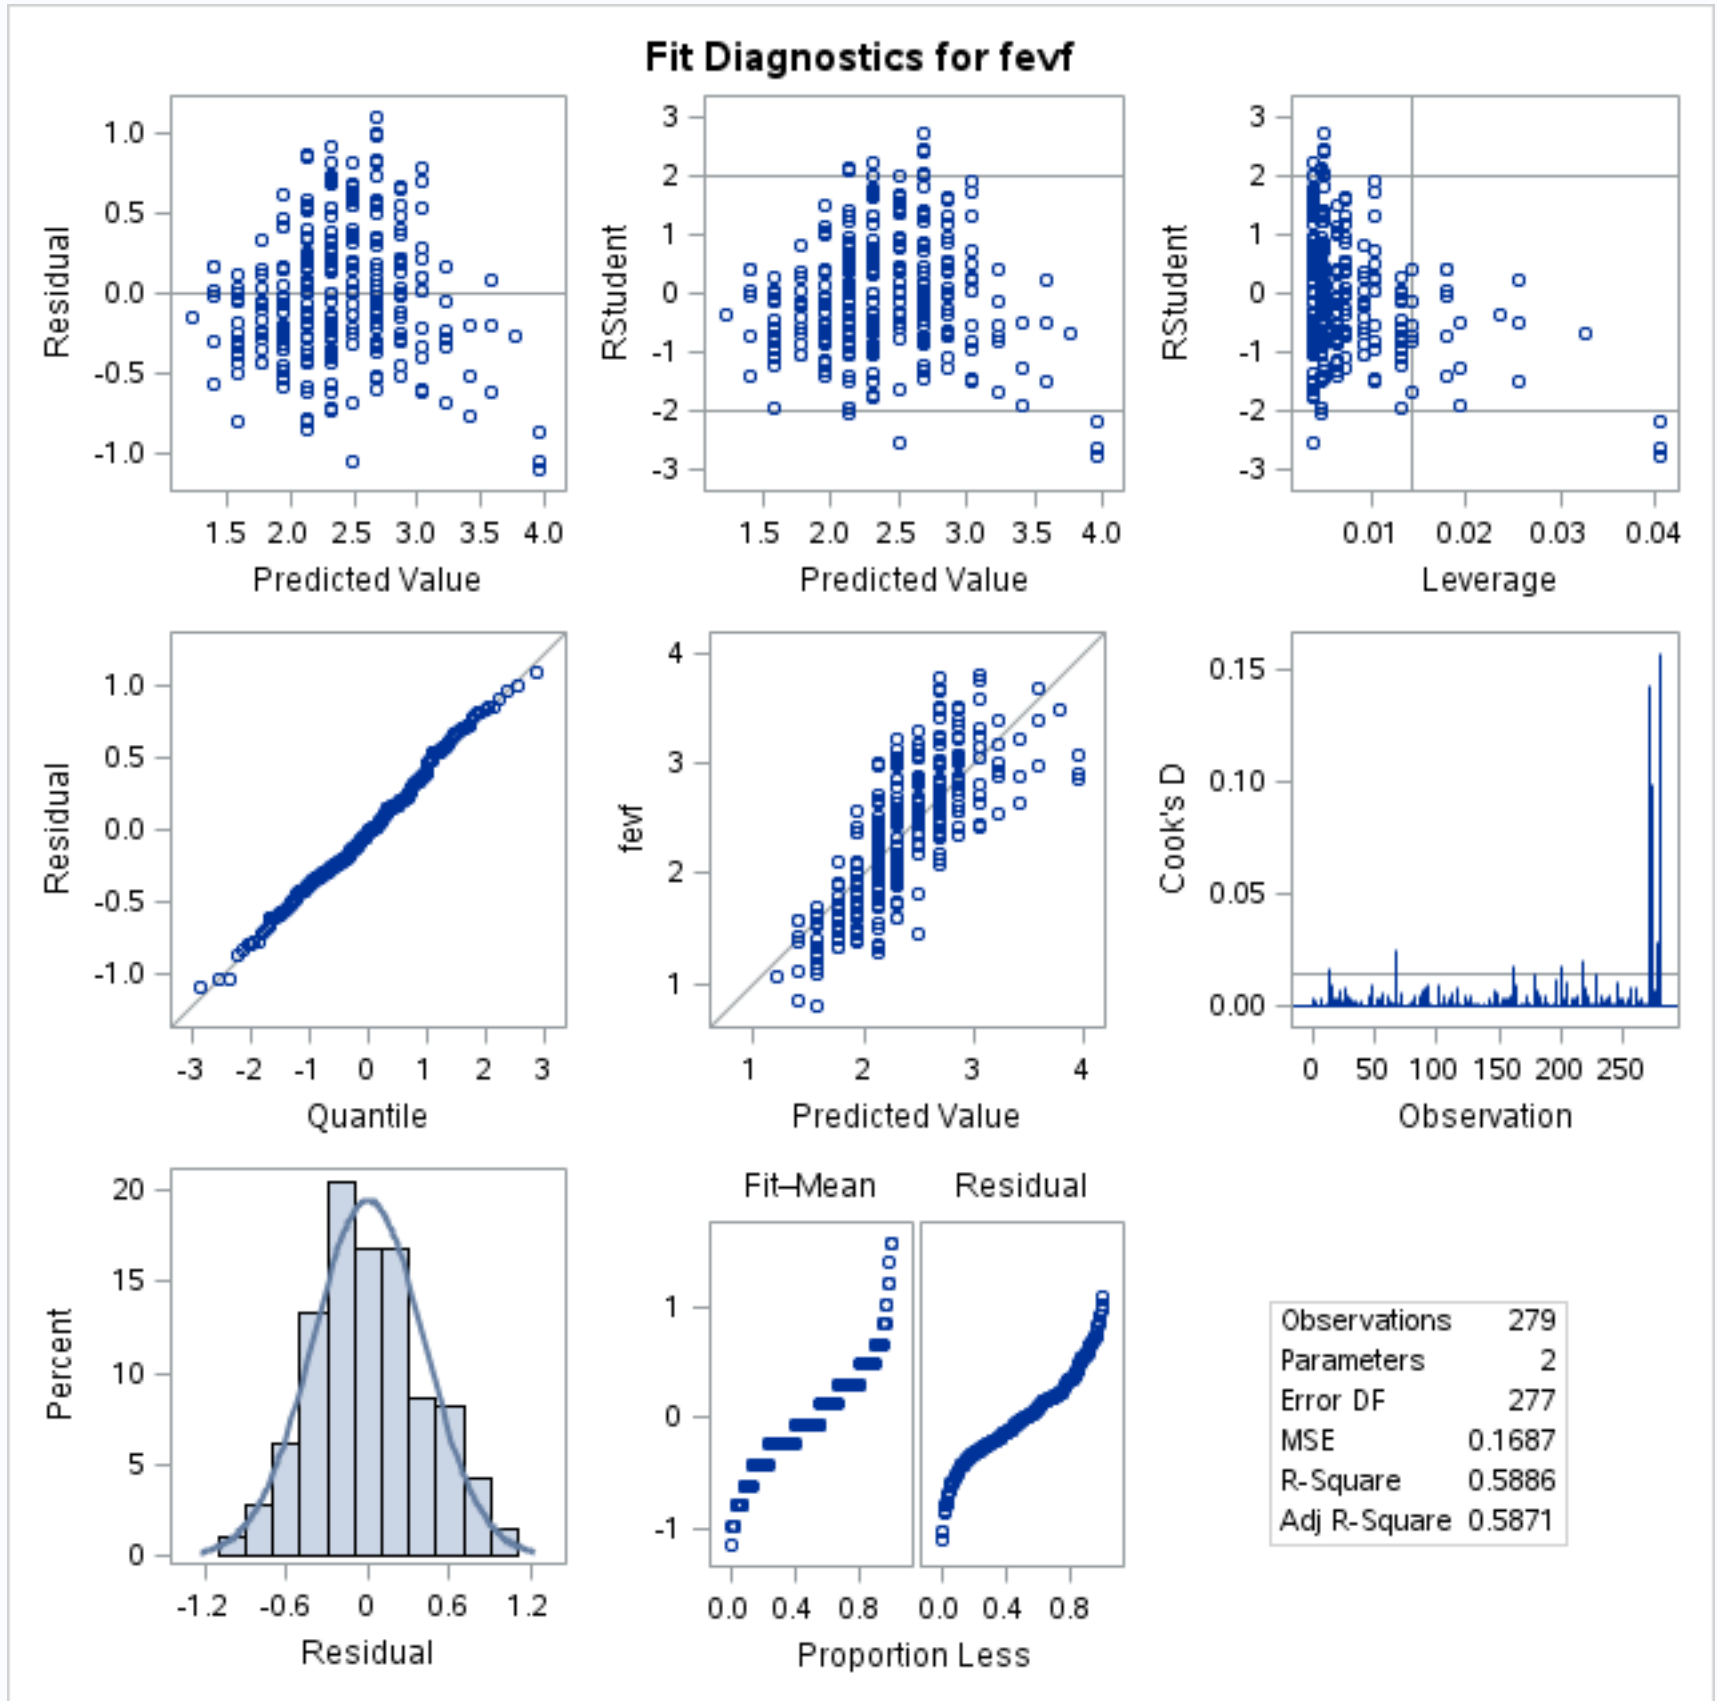 Fit Diagnostics for fevf
1.0
0.5
0.0
-0.5
-1.0
Residual
1.5 2.0 2.5 3.0 3.5 4.0
Predicted Value
3
2
1
0
-1
-2
-3
RStudent
1.5 2.0 2.5 3.0 3.5 4.0
Predicted Value
3
2
1
0
-1
-2
-3
RStudent
0.01 0.02 0.03 0.04
Leverage
1.0
0.5
0.0
-0.5
-1.0
Residual
-3 -2 -1 0 1 2 3
Quantile
4
3
2
1
fevf
1 2 3 4
Predicted Value
0.15
0.10
0.05
0.00
Cook's D
0 50 100 150 200 250
Observation
20
15
10
5
0
Percent
-1.2 -0.6 0 0.6 1.2
Residual
Fit–Mean Residual
1
0
-1
0.0 0.4 0.8 0.0 0.4 0.8
Proportion Less
Observations 279
Parameters 2
Error DF 277
MSE 0.1687
R-Square 0.5886
Adj R-Square 0.5871